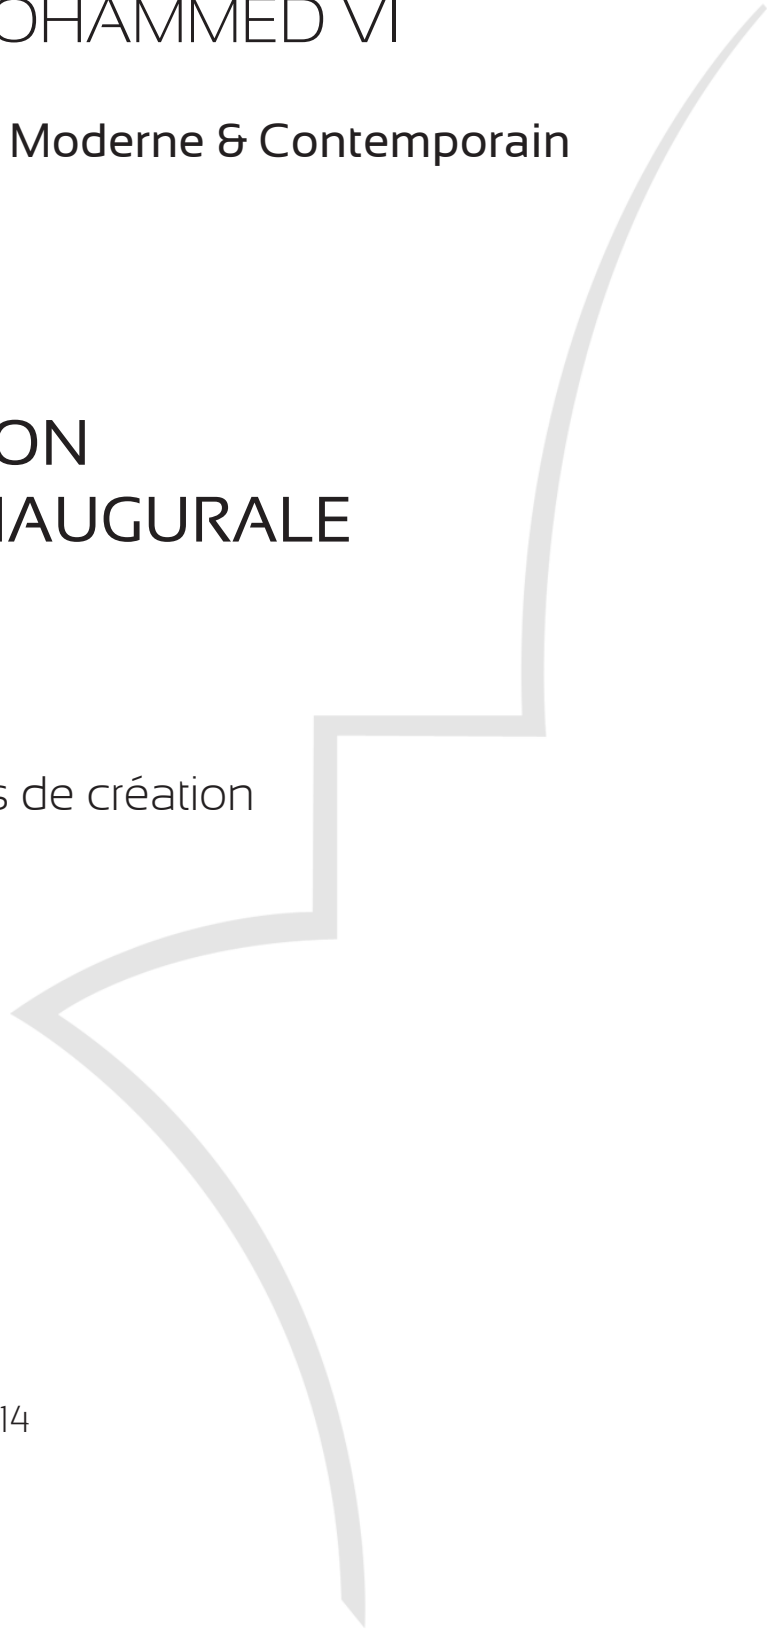 OHAMMED VI
Moderne & Contemporain
ON
NAUGURALE
s de création
14